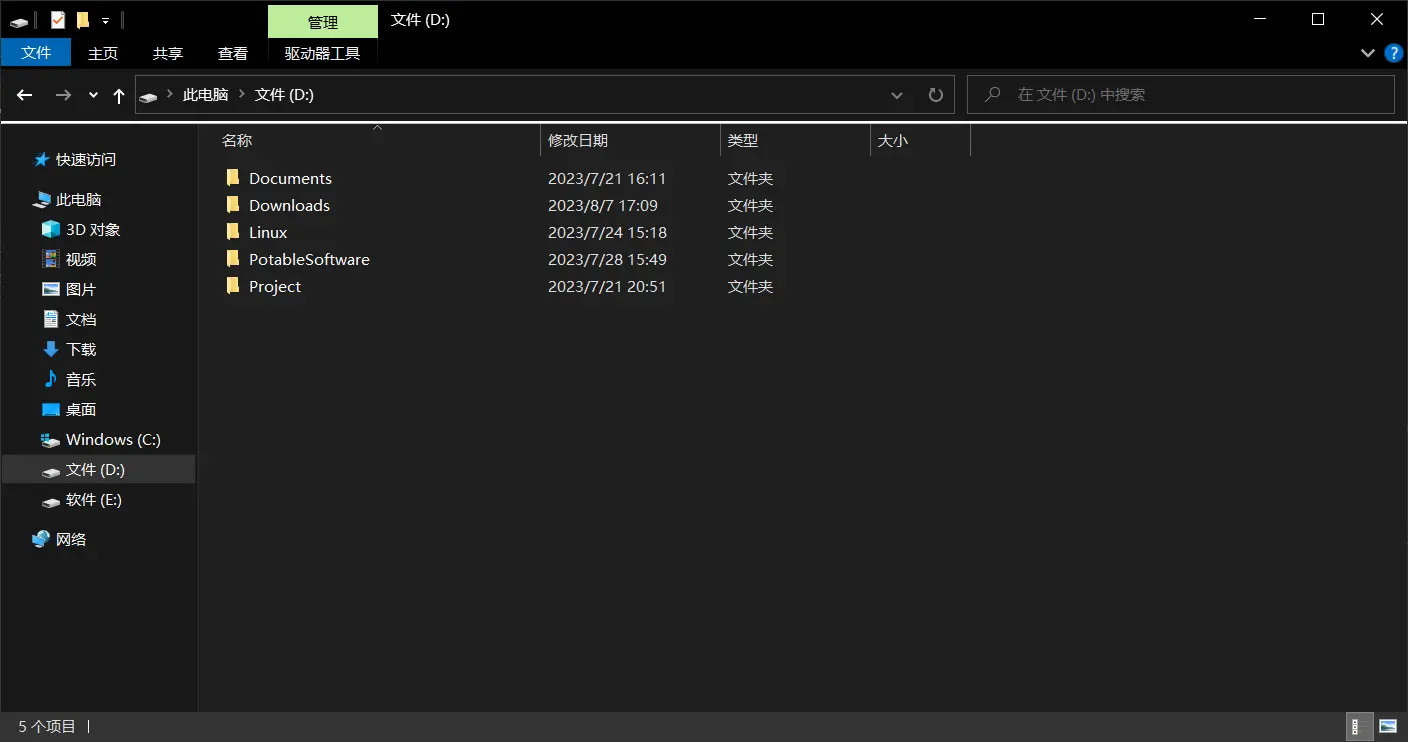 管理 文件 (D:)
文件 主页 共享 查看 驱动器工具
此电脑 文件 (D:) 在 文件 (D:) 中搜索
名称 修改日期 类型 大小
快速访问
此电脑
3D 对象
视频
图片
文档
下载
音乐
桌面
Windows (C:)
文件 (D:)
软件 (E:)
网络
Documents 2023/7/21 16:11 文件夹
Downloads 2023/8/7 17:09 文件夹
Linux 2023/7/24 15:18 文件夹
PotableSoftware 2023/7/28 15:49 文件夹
Project 2023/7/21 20:51 文件夹
5 个项目